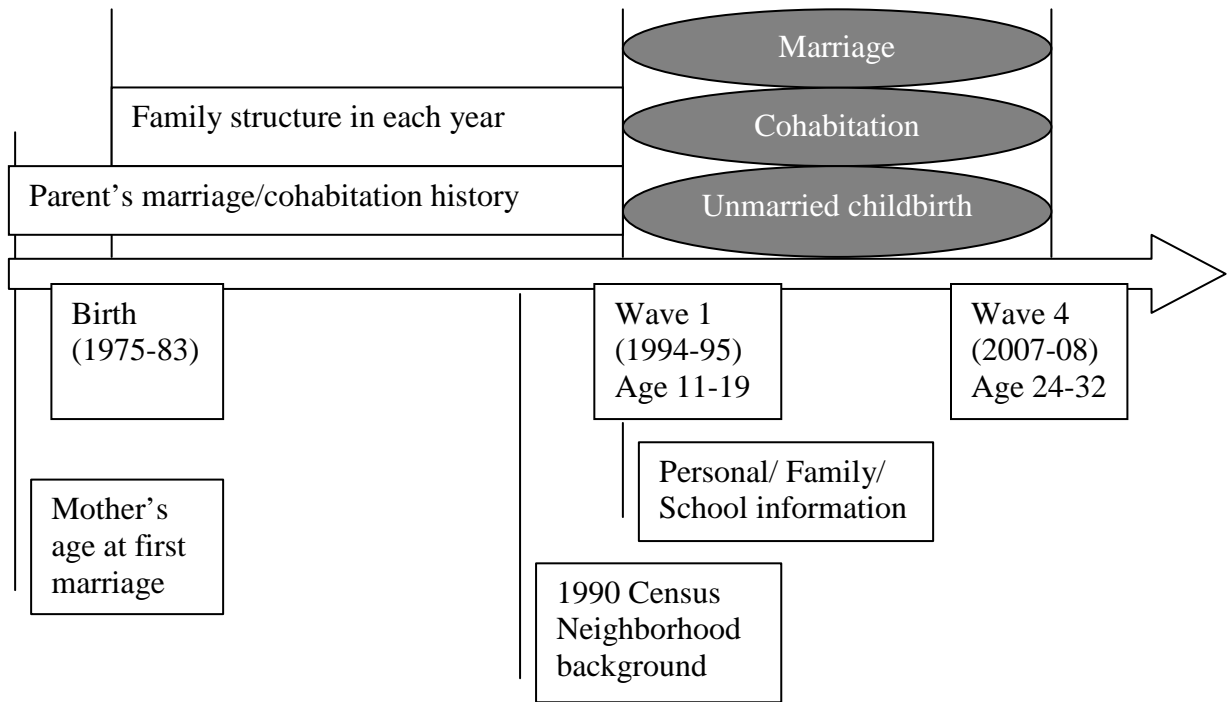 Marriage
Family structure in each year
Cohabitation
Parent’s marriage/cohabitation history
Unmarried childbirth
Birth
(1975-83)
Wave 1
(1994-95)
Age 11-19
Wave 4
(2007-08)
Age 24-32
Personal/ Family/
School information
Mother’s
age at first
marriage
1990 Census
Neighborhood
background